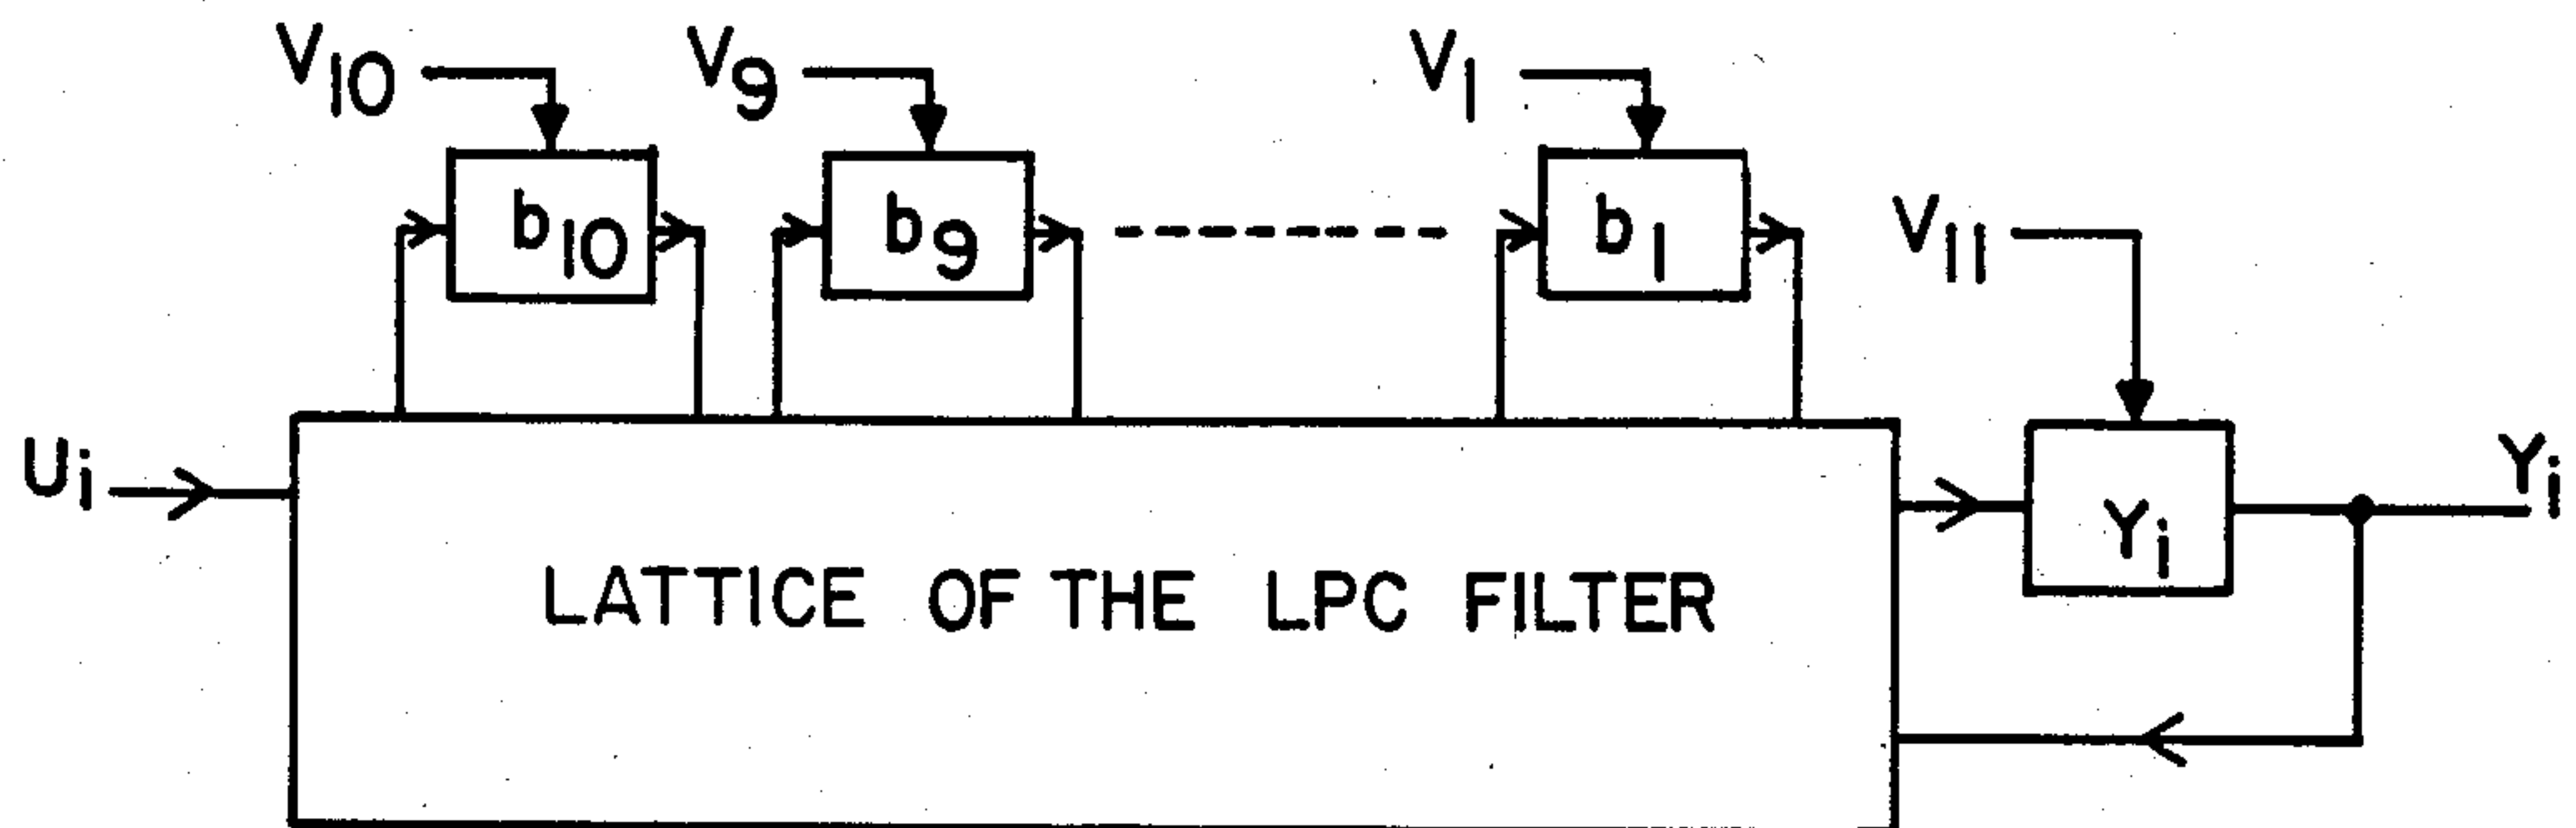 V10 V9 V1
b10 b9 b1 V11
Ui Yi Yi
LATTICE OF THE LPC FILTER